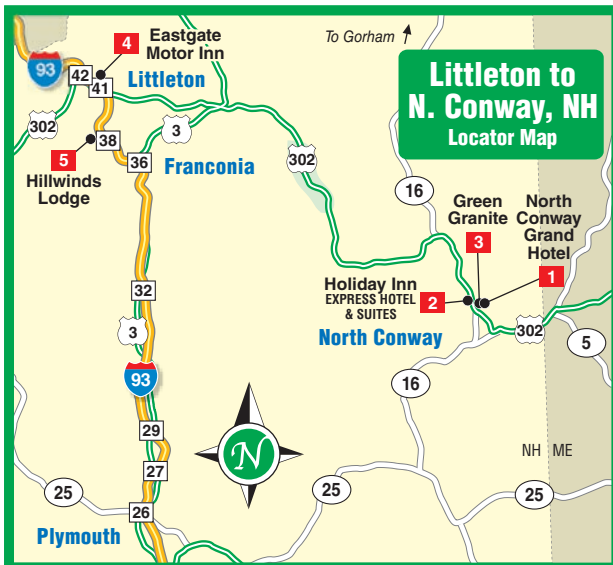 Littleton to
N. Conway, NH
Locator Map
To Gorham
4
Eastgate
Motor Inn
Littleton
93
42
41
302
3
38
5
Hillwinds
Lodge
36
Franconia
302
16
Green
Granite
3
North
Conway
Grand
Hotel
1
Holiday Inn
EXPRESS HOTEL
& SUITES
2
North Conway
302
5
32
3
93
16
29
27
N
NH ME
25
26
25
25
Plymouth